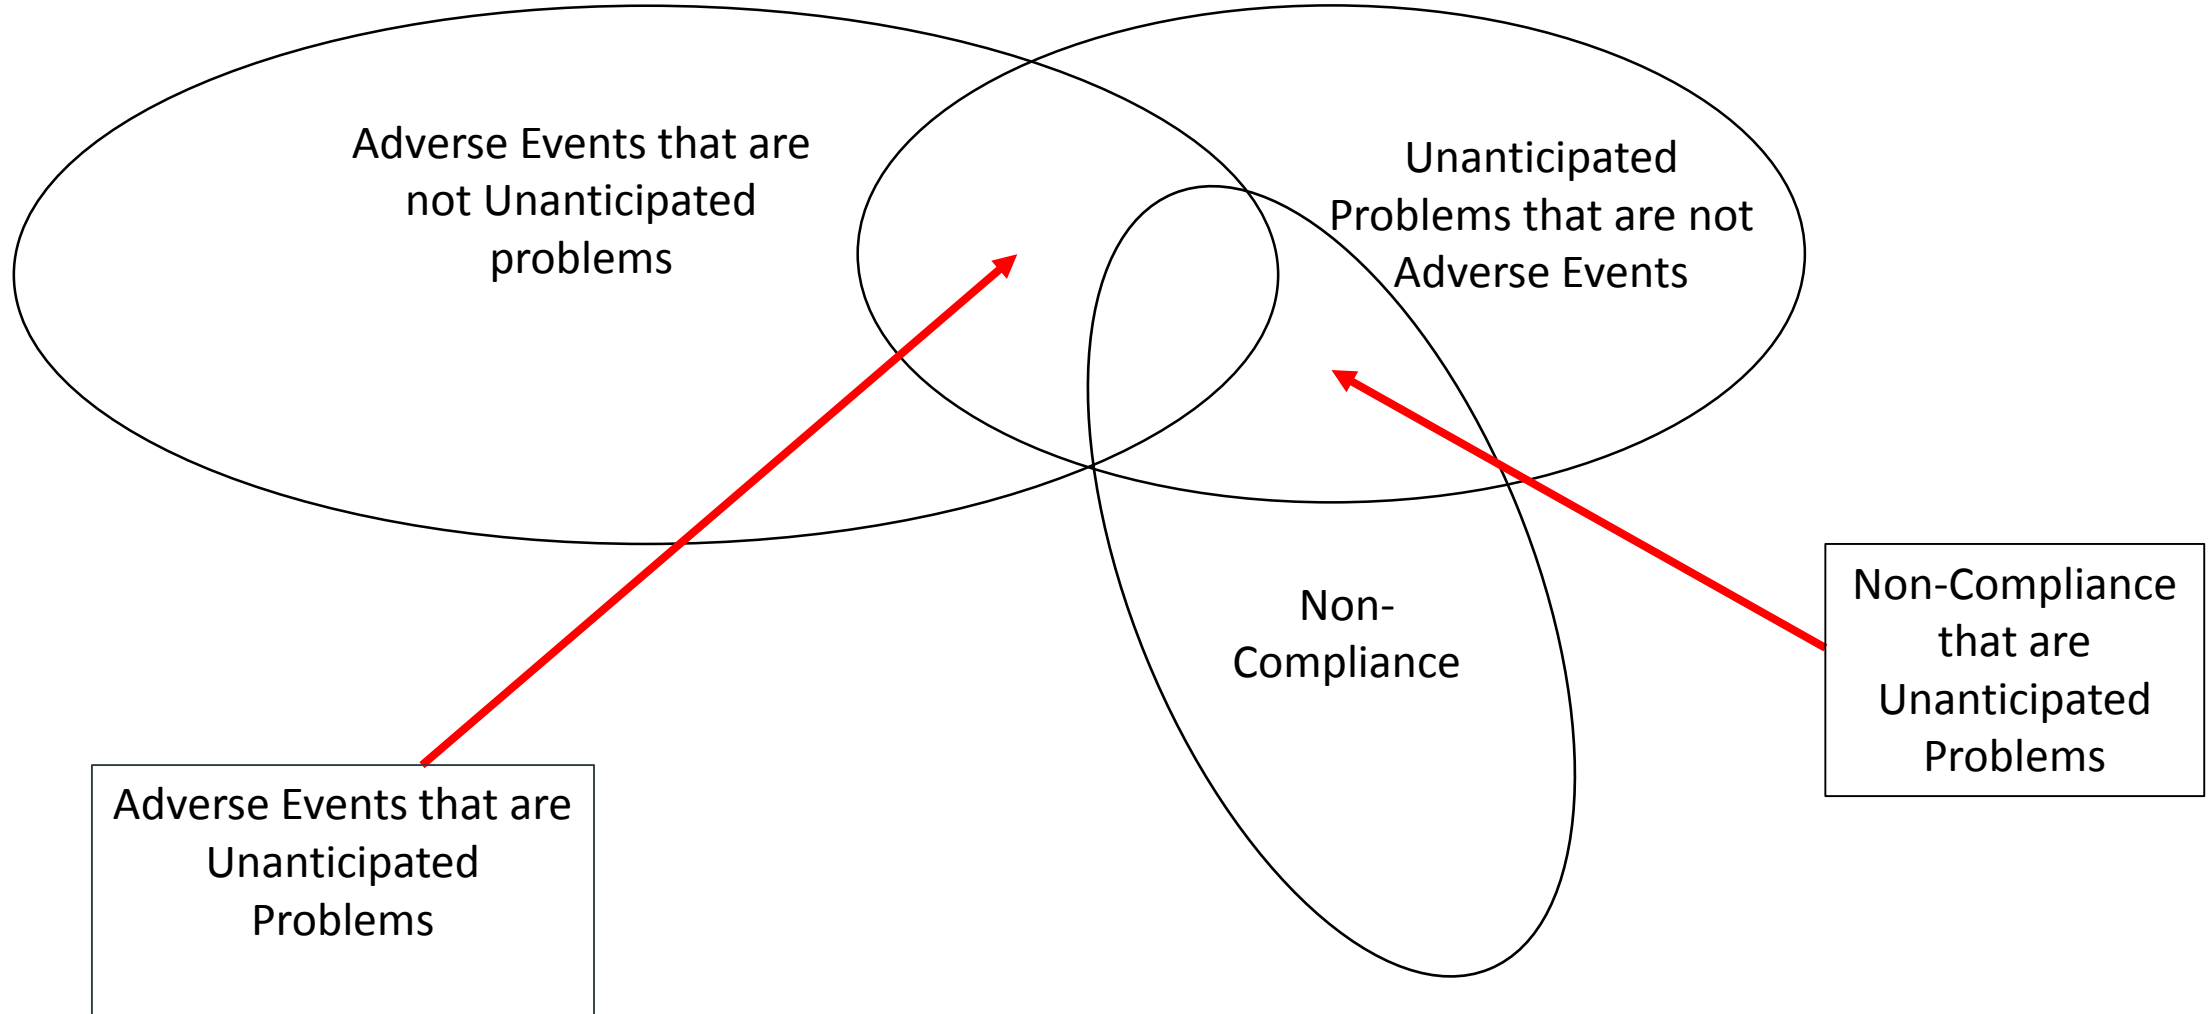 Adverse Events that are
not Unanticipated
problems
Unanticipated
Problems that are not
Adverse Events
Non-
Compliance
Non-Compliance
that are
Unanticipated
Problems
Adverse Events that are
Unanticipated
Problems